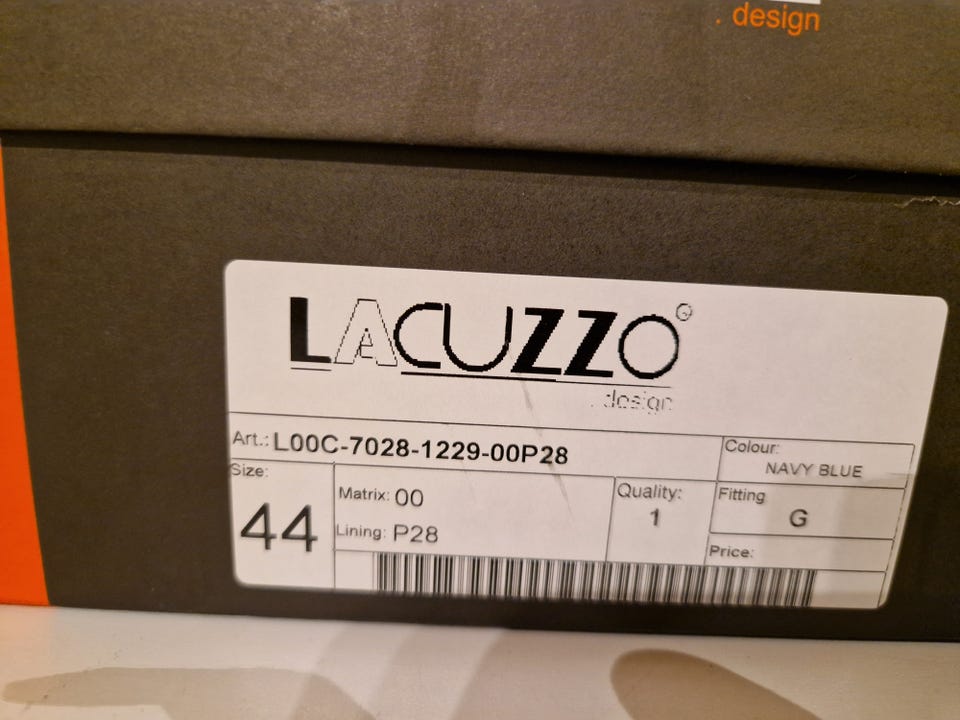 . design
LACUZZO
design
Art.: L00C-7028-1229-00P28
Colour:
NAVY BLUE
Size:
44
Matrix: 00
Lining: P28
Quality:
1
Fitting
G
Price: